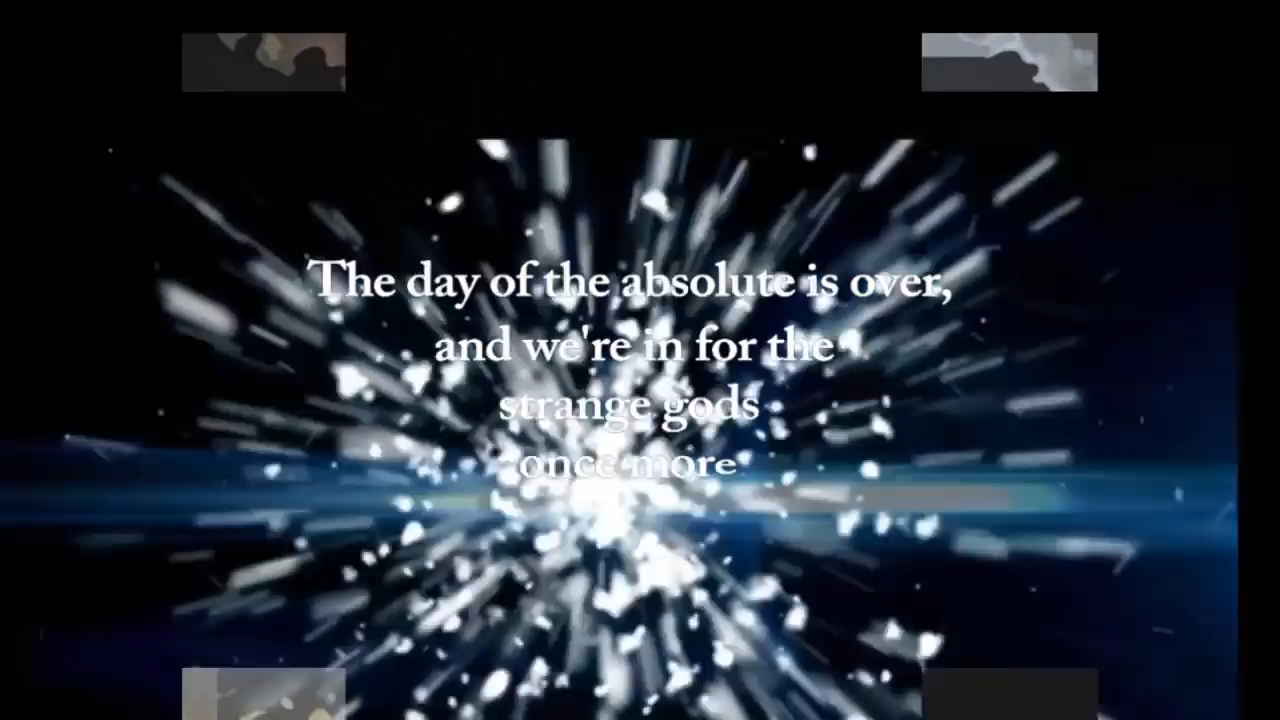 The day of the absolute is over,
and we're in for the
strange gods
once more